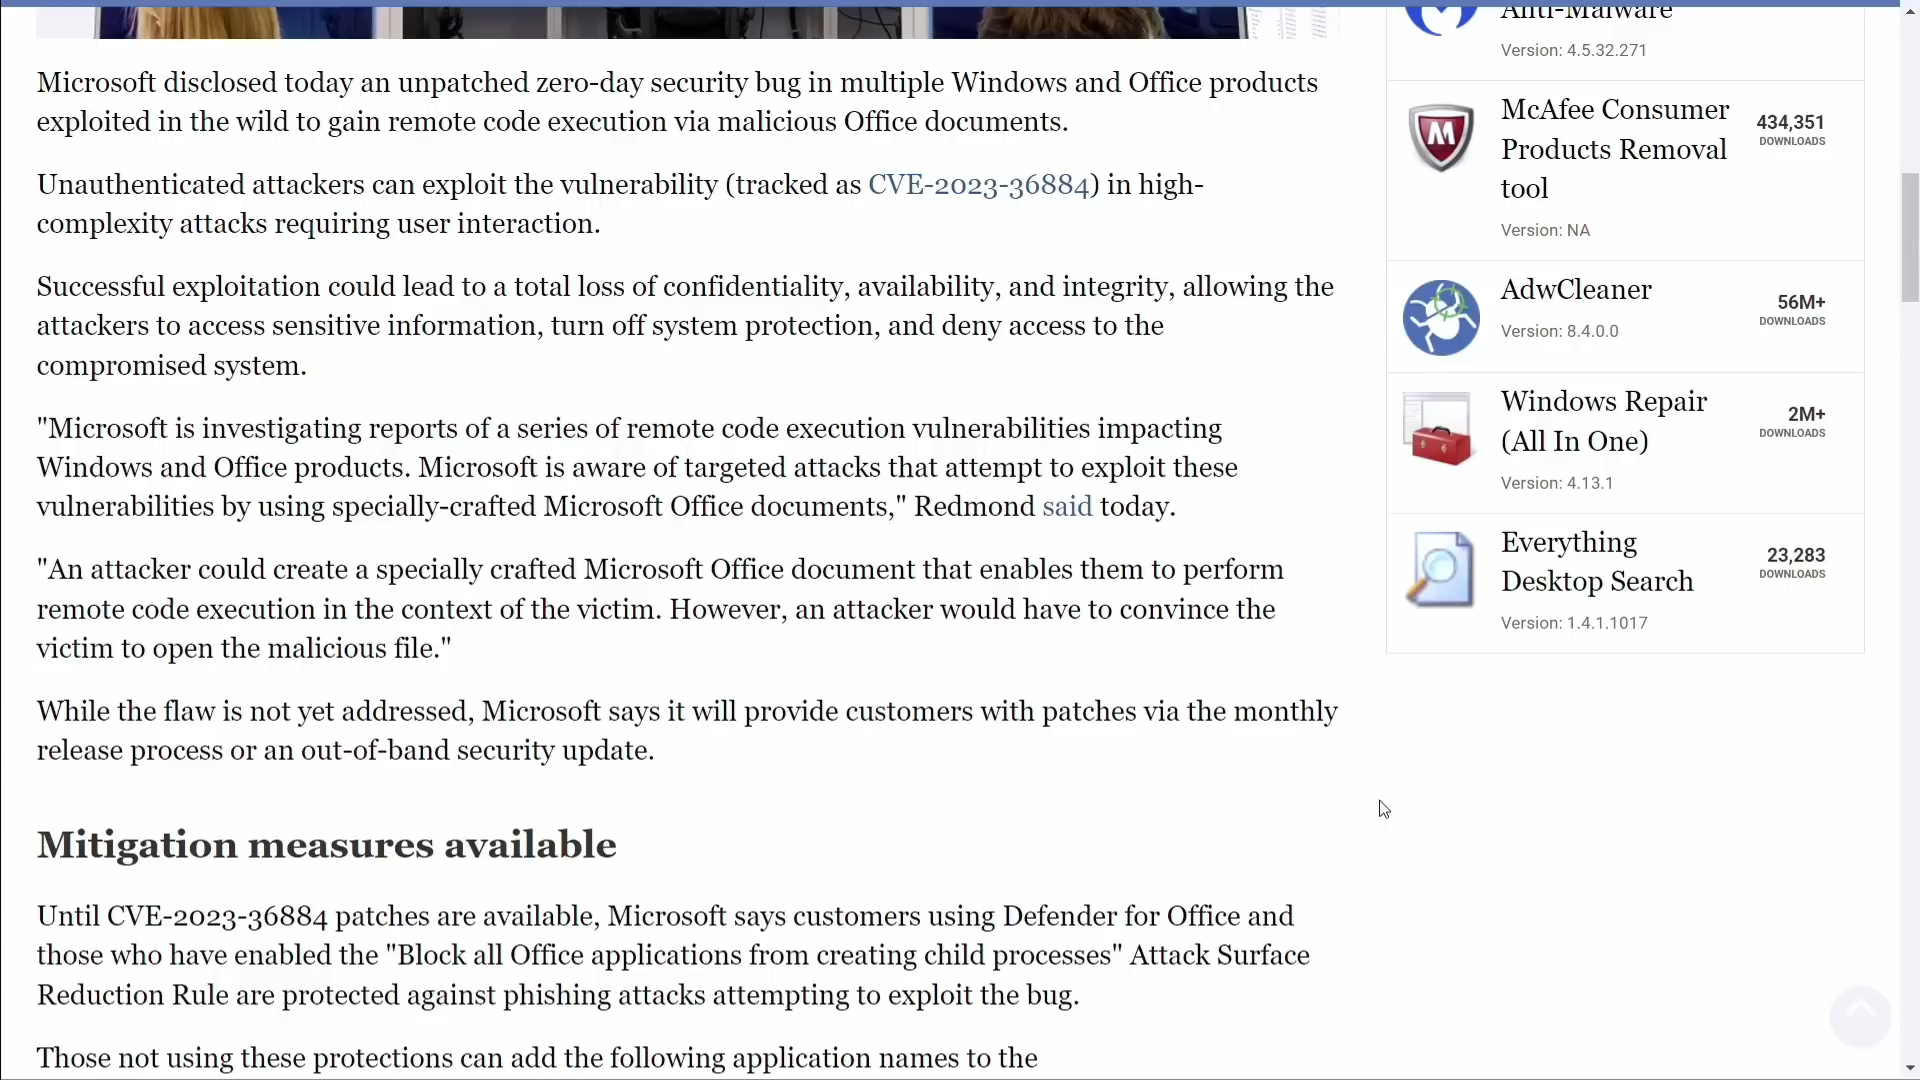 Microsoft disclosed today an unpatched zero-day security bug in multiple Windows and Office products
exploited in the wild to gain remote code execution via malicious Office documents.
Unauthenticated attackers can exploit the vulnerability (tracked as CVE-2023-36884) in high-
complexity attacks requiring user interaction.
Successful exploitation could lead to a total loss of confidentiality, availability, and integrity, allowing the
attackers to access sensitive information, turn off system protection, and deny access to the
compromised system.
"Microsoft is investigating reports of a series of remote code execution vulnerabilities impacting
Windows and Office products. Microsoft is aware of targeted attacks that attempt to exploit these
vulnerabilities by using specially-crafted Microsoft Office documents," Redmond said today.
"An attacker could create a specially crafted Microsoft Office document that enables them to perform
remote code execution in the context of the victim. However, an attacker would have to convince the
victim to open the malicious file."
While the flaw is not yet addressed, Microsoft says it will provide customers with patches via the monthly
release process or an out-of-band security update.
Mitigation measures available
Until CVE-2023-36884 patches are available, Microsoft says customers using Defender for Office and
those who have enabled the "Block all Office applications from creating child processes" Attack Surface
Reduction Rule are protected against phishing attacks attempting to exploit the bug.
Those not using these protections can add the following application names to the
Anti-Malware
Version: 4.5.32.271
McAfee Consumer
Products Removal
tool
Version: NA
434,351
DOWNLOADS
AdwCleaner
Version: 8.4.0.0
56M+
DOWNLOADS
Windows Repair
(All In One)
Version: 4.13.1
2M+
DOWNLOADS
Everything
Desktop Search
Version: 1.4.1.1017
23,283
DOWNLOADS